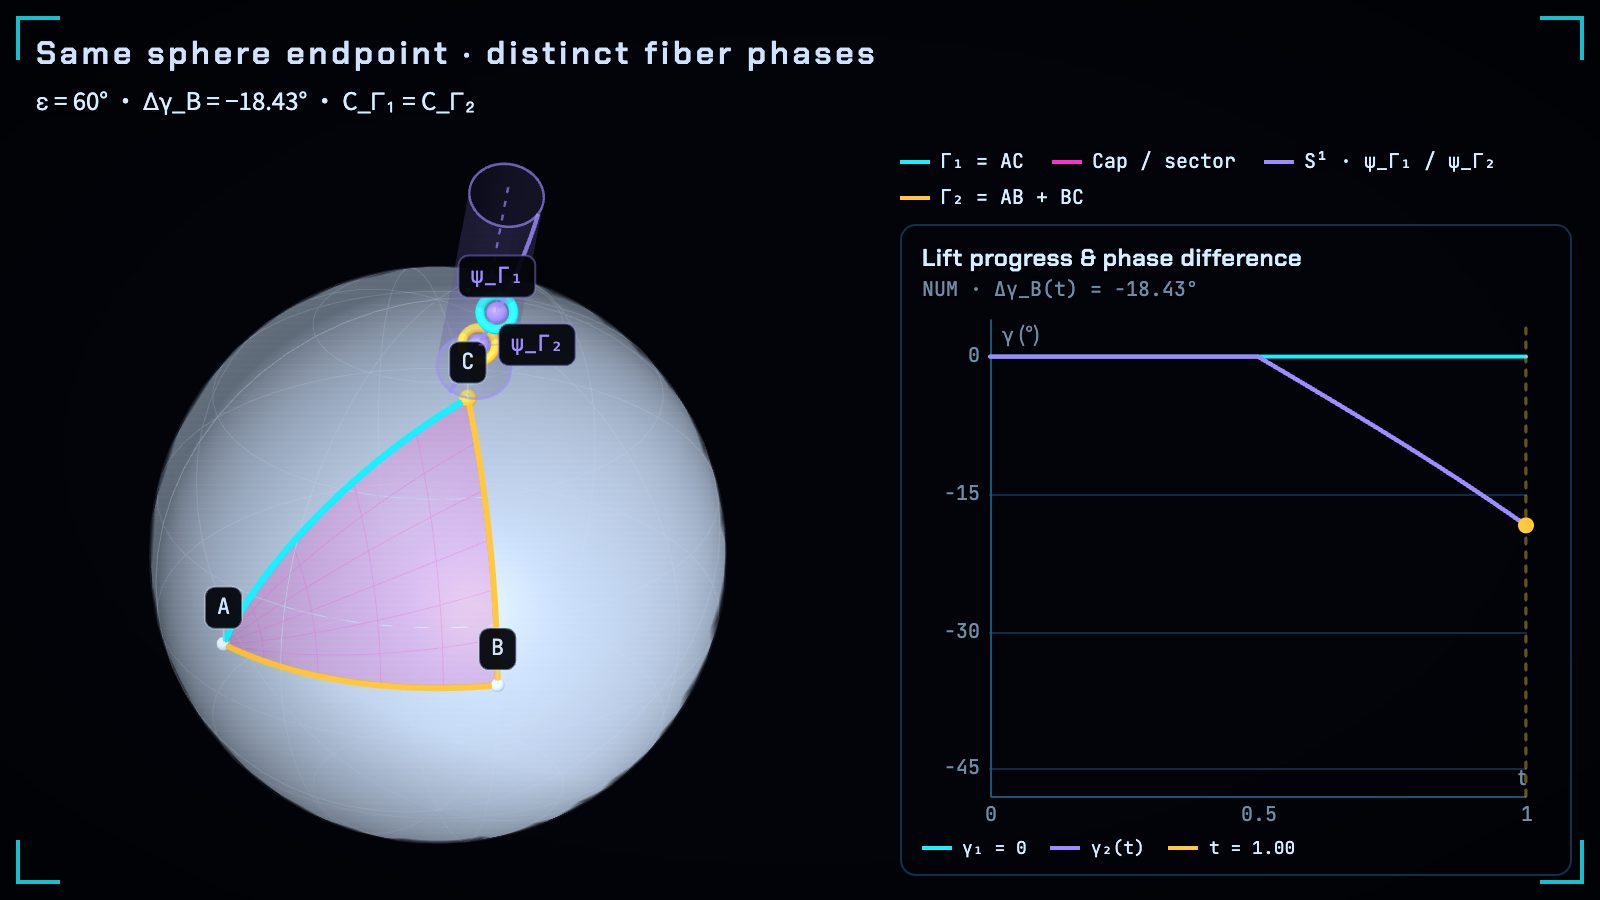 Same sphere endpoint · distinct fiber phases
ε = 60° • Δγ_B = −18.43° • C_Γ₁ = C_Γ₂
Γ₁ = AC
Cap / sector
S¹ · ψ_Γ₁ / ψ_Γ₂
Γ₂ = AB + BC
ψ_Γ₁
ψ_Γ₂
C
A
B
Lift progress & phase difference
NUM · Δγ_B(t) = -18.43°
γ (°)
0
-15
-30
-45
t
0
0.5
1
γ₁ = 0
γ₂(t)
t = 1.00